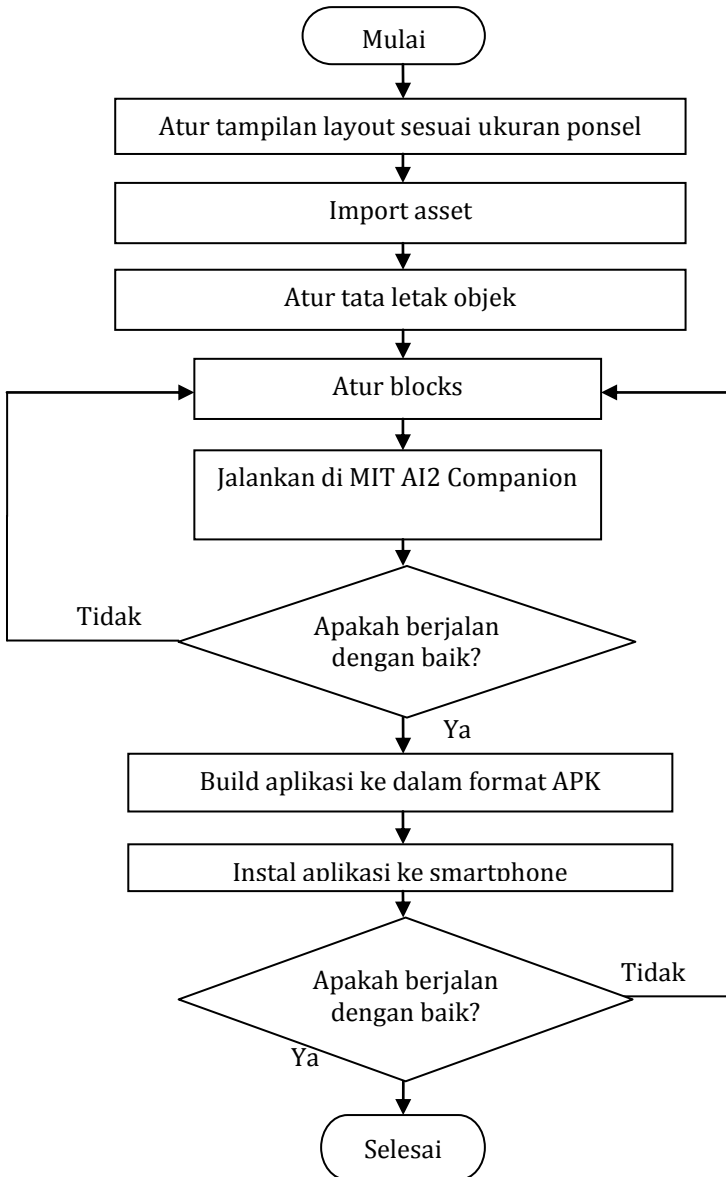 Mulai
Atur tampilan layout sesuai ukuran ponsel
Import asset
Atur tata letak objek
Atur blocks
Jalankan di MIT AI2 Companion
Tidak
Apakah berjalan
dengan baik?
Ya
Build aplikasi ke dalam format APK
Instal aplikasi ke smartphone
Tidak
Apakah berjalan
dengan baik?
Ya
Selesai